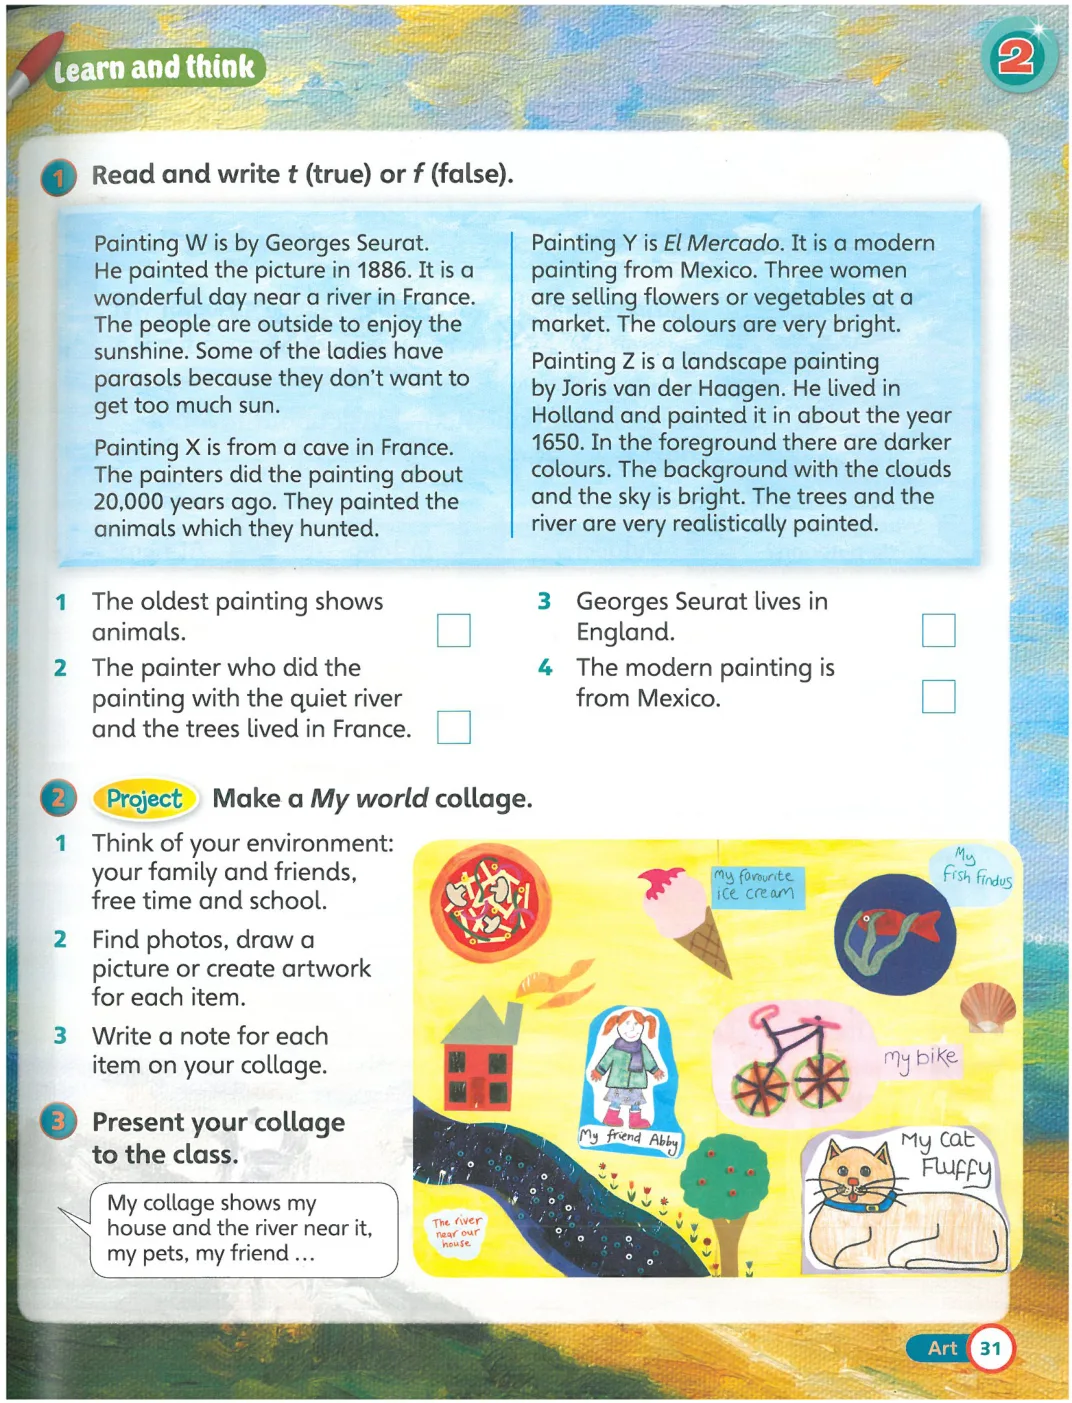 Learn and think
2
1 Read and write t (true) or f (false).
Painting W is by Georges Seurat.
He painted the picture in 1886. It is a
wonderful day near a river in France.
The people are outside to enjoy the
sunshine. Some of the ladies have
parasols because they don't want to
get too much sun.
Painting X is from a cave in France.
The painters did the painting about
20,000 years ago. They painted the
animals which they hunted.
Painting Y is El Mercado. It is a modern
painting from Mexico. Three women
are selling flowers or vegetables at a
market. The colours are very bright.
Painting Z is a landscape painting
by Joris van der Haagen. He lived in
Holland and painted it in about the year
1650. In the foreground there are darker
colours. The background with the clouds
and the sky is bright. The trees and the
river are very realistically painted.
1 The oldest painting shows
animals.
2 The painter who did the
painting with the quiet river
and the trees lived in France.
3 Georges Seurat lives in
England.
4 The modern painting is
from Mexico.
2 Project Make a My world collage.
1 Think of your environment:
your family and friends,
free time and school.
2 Find photos, draw a
picture or create artwork
for each item.
3 Write a note for each
item on your collage.
3 Present your collage
to the class.
My collage shows my
house and the river near it,
my pets, my friend ...
my favourite
ice cream
My
fish Findus
my bike
My friend Abby
My cat
Fluffy
The river
near our
house
Art 31